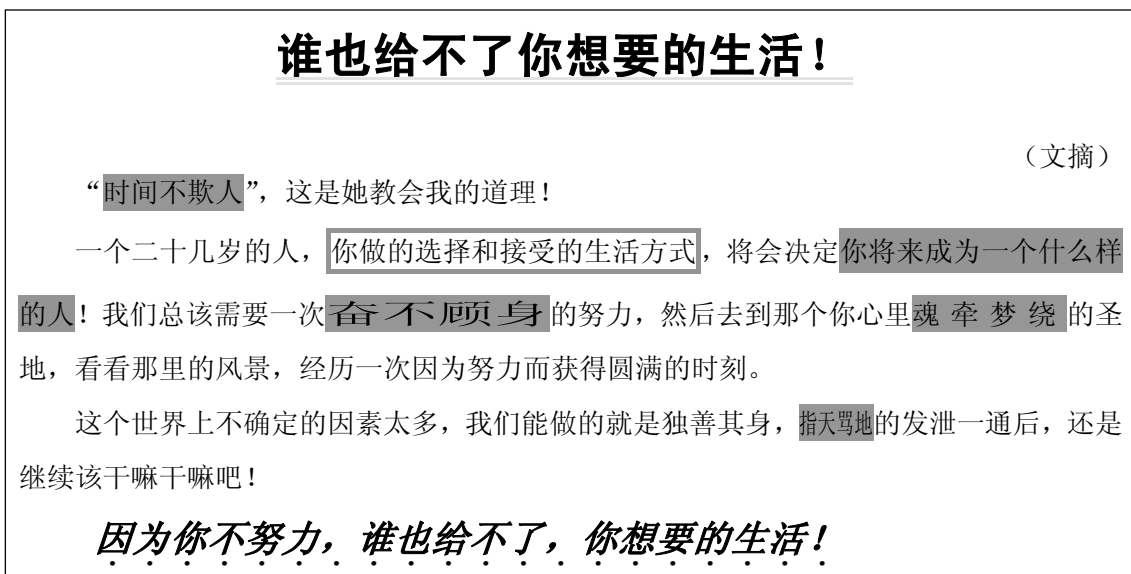 谁也给不了你想要的生活！
（文摘）
“时间不欺人”，这是她教会我的道理！
一个二十几岁的人，你做的选择和接受的生活方式，将会决定你将来成为一个什么样
的人！我们总该需要一次奋不顾身的努力，然后去到那个你心里魂牵梦绕的圣
地，看看那里的风景，经历一次因为努力而获得圆满的时刻。
这个世界上不确定的因素太多，我们能做的就是独善其身，指天骂地的发泄一通后，还是
继续该干嘛干嘛吧！
因为你不努力，谁也给不了，你想要的生活！